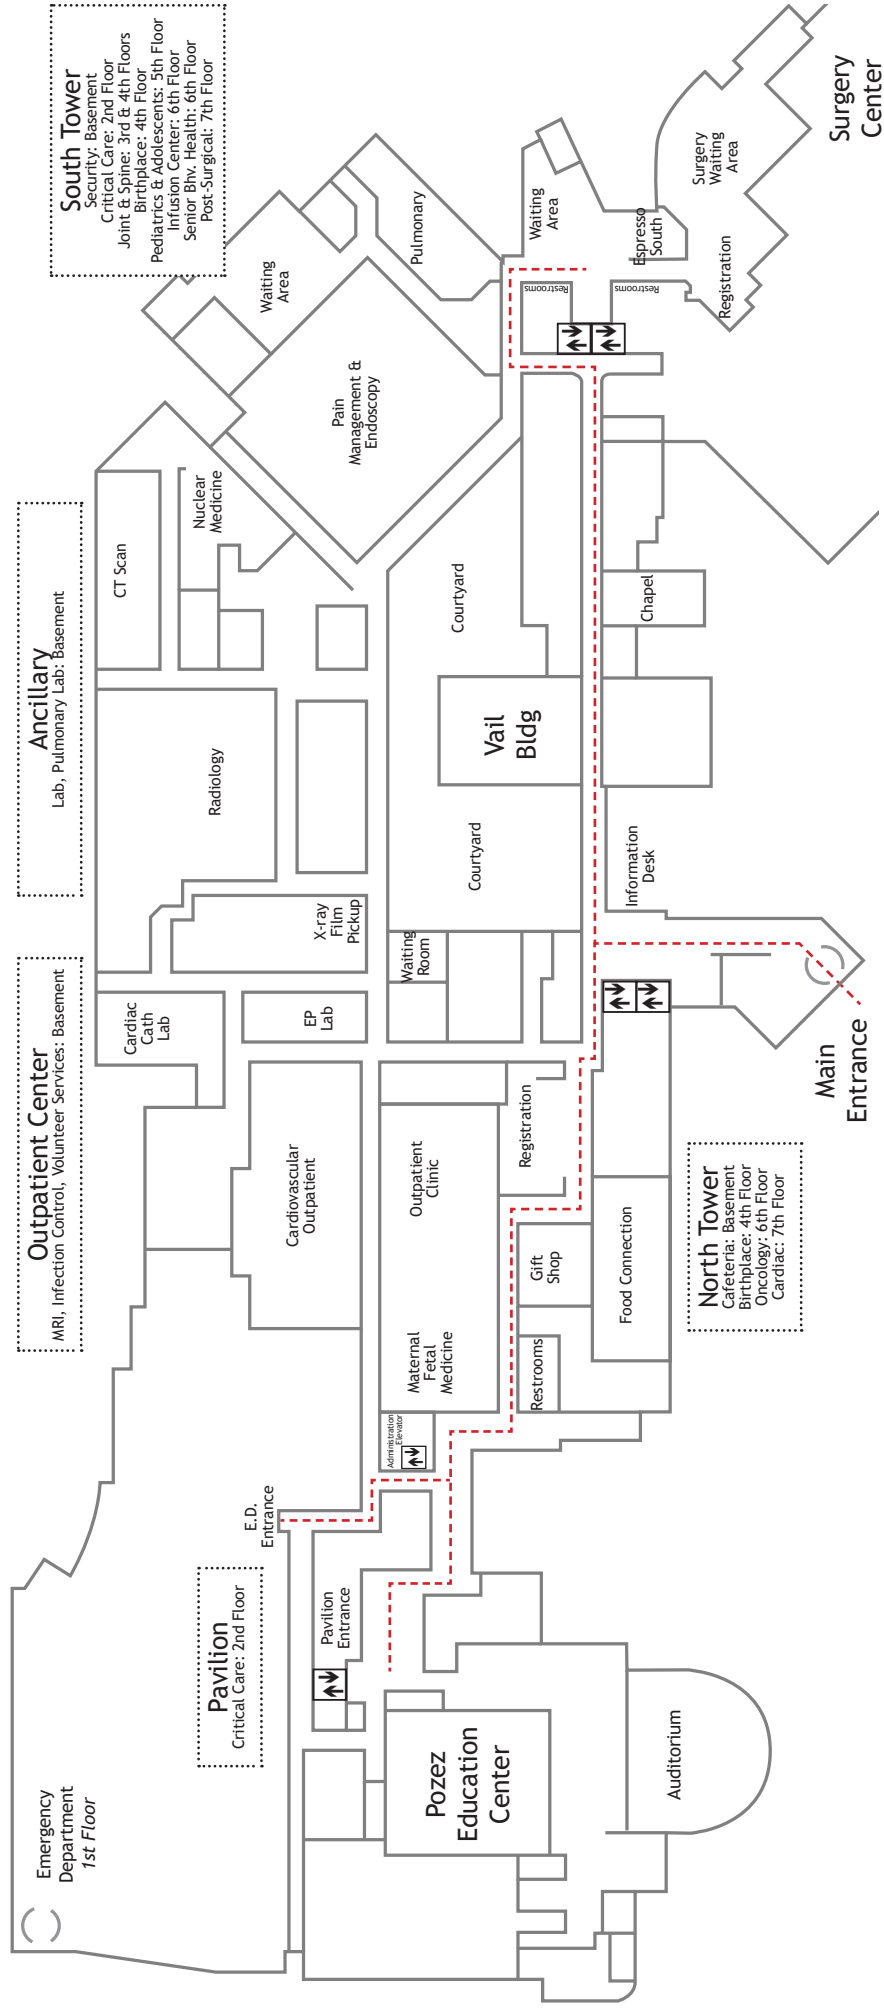 Emergency
Department
1st Floor
Pavilion
Critical Care: 2nd Floor
Outpatient Center
MRI, Infection Control, Volunteer Services: Basement
Ancillary
Lab, Pulmonary Lab: Basement
South Tower
Security: Basement
Critical Care: 2nd Floor
Joint & Spine: 3rd & 4th Floors
Birthplace: 4th Floor
Pediatrics & Adolescents: 5th Floor
Infusion Center: 6th Floor
Senior Bhv. Health: 6th Floor
Post-Surgical: 7th Floor
E.D.
Entrance
Pavilion
Entrance
Cardiovascular
Outpatient
Cardiac
Cath
Lab
EP
Lab
X-ray
Film
Pickup
Radiology
CT Scan
Nuclear
Medicine
Waiting
Area
Pain
Management &
Endoscopy
Pulmonary
Administration
Elevator
Maternal
Fetal
Medicine
Outpatient
Clinic
Waiting
Room
Courtyard
Courtyard
Vail
Bldg
Pozez
Education
Center
Restrooms
Gift
Shop
Registration
Waiting
Area
Restrooms
Restrooms
Espresso
South
Food Connection
Information
Desk
Chapel
Registration
Surgery
Waiting
Area
Auditorium
North Tower
Cafeteria: Basement
Birthplace: 4th Floor
Oncology: 6th Floor
Cardiac: 7th Floor
Main
Entrance
Surgery
Center